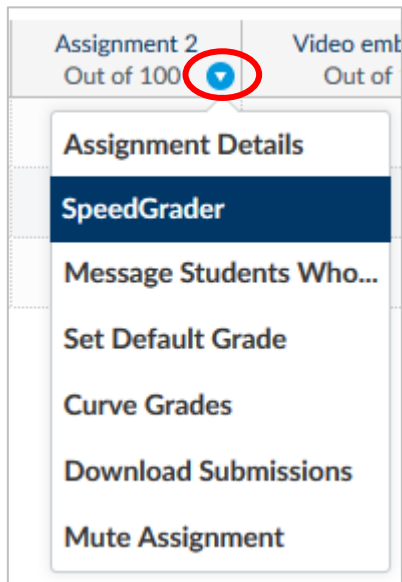 Assignment 2 Video emb
Out of 100 Out of
Assignment Details
SpeedGrader
Message Students Who...
Set Default Grade
Curve Grades
Download Submissions
Mute Assignment